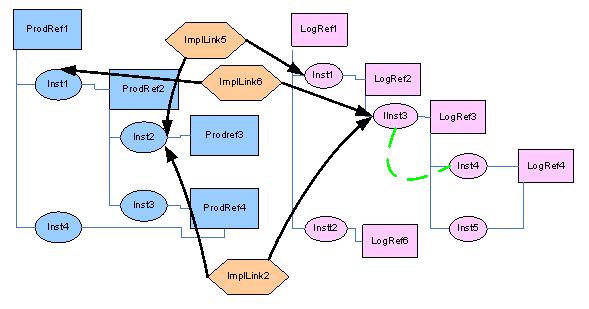 ProdRef1
ImplLink5
LogRef1
Inst1
ProdRef2
ImplLink6
Inst1
LogRef2
Inst2
Prodref3
IInst3
LogRef3
Inst4
LogRef4
Inst3
ProdRef4
Inst4
Instt2
LogRef6
Inst5
ImplLink2